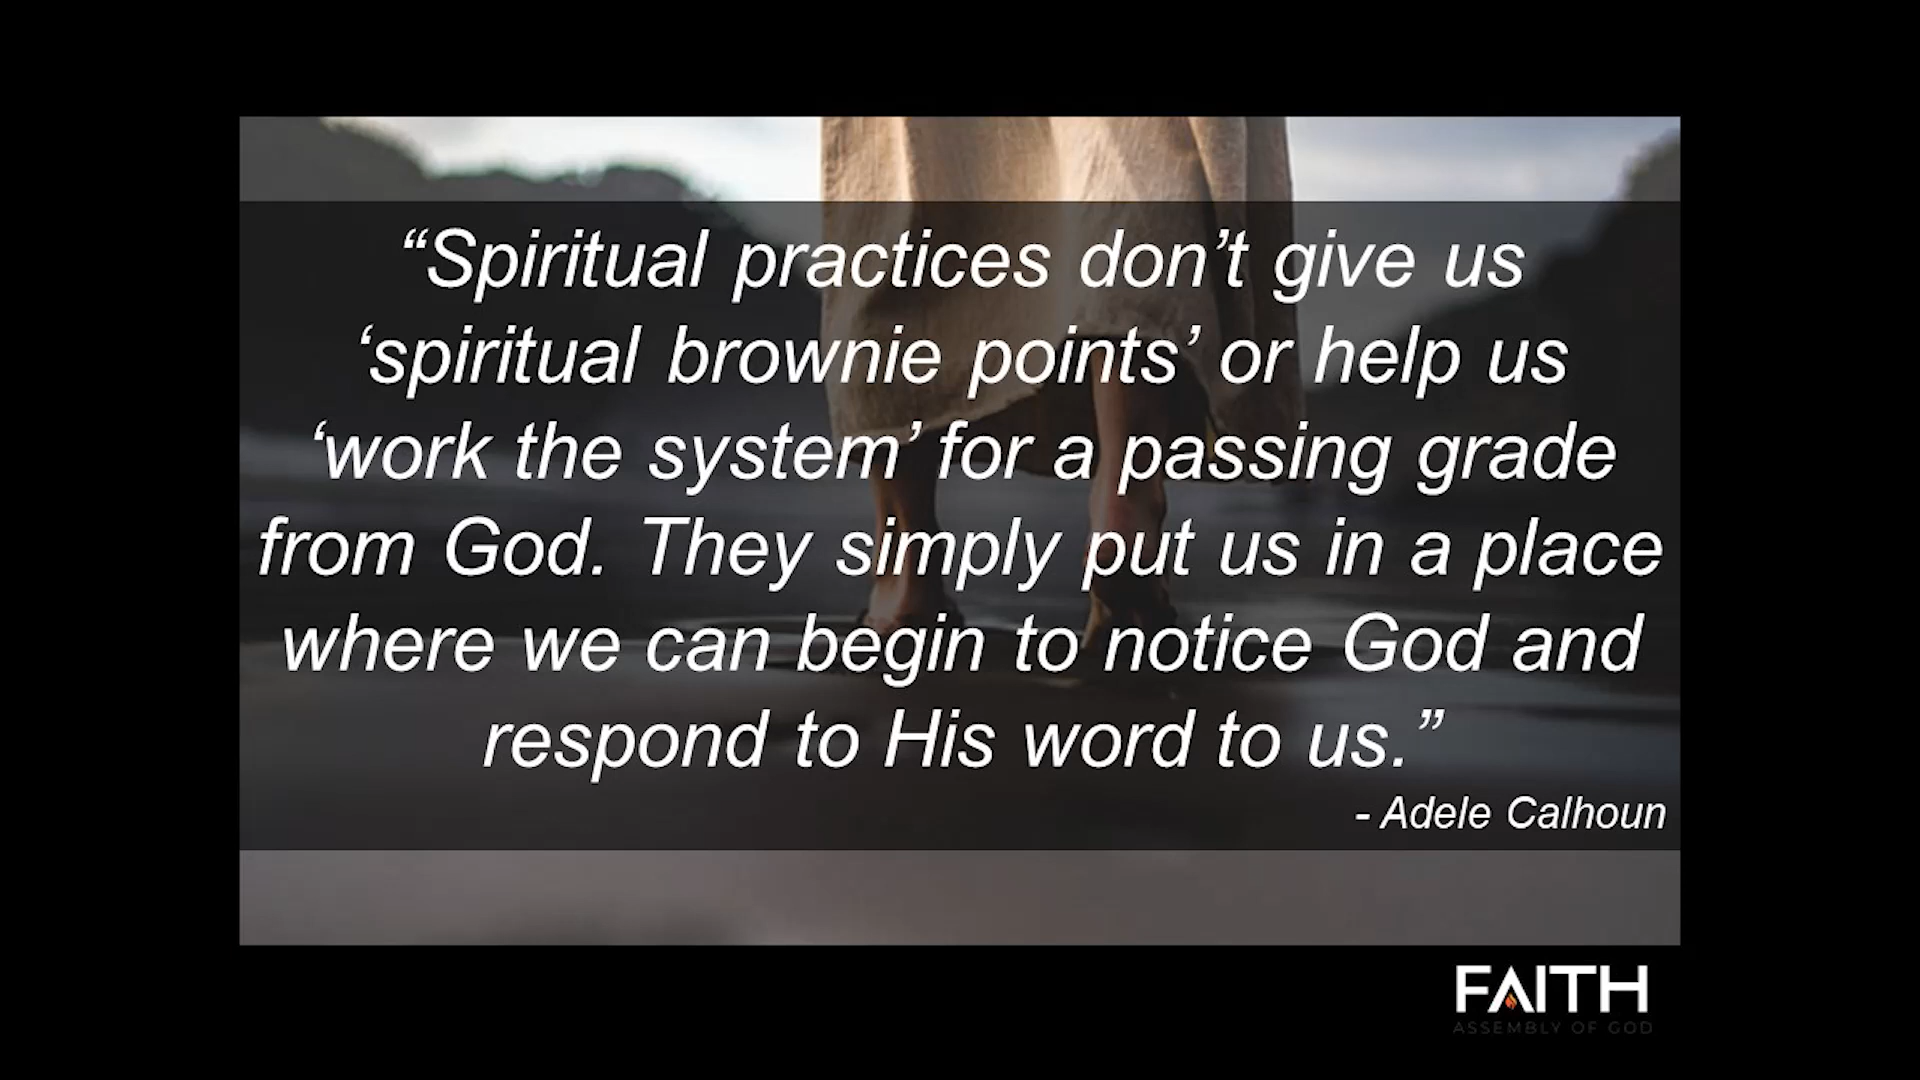 “Spiritual practices don’t give us
‘spiritual brownie points’ or help us
‘work the system’ for a passing grade
from God. They simply put us in a place
where we can begin to notice God and
respond to His word to us.”
- Adele Calhoun
FAITH
ASSEMBLY OF GOD